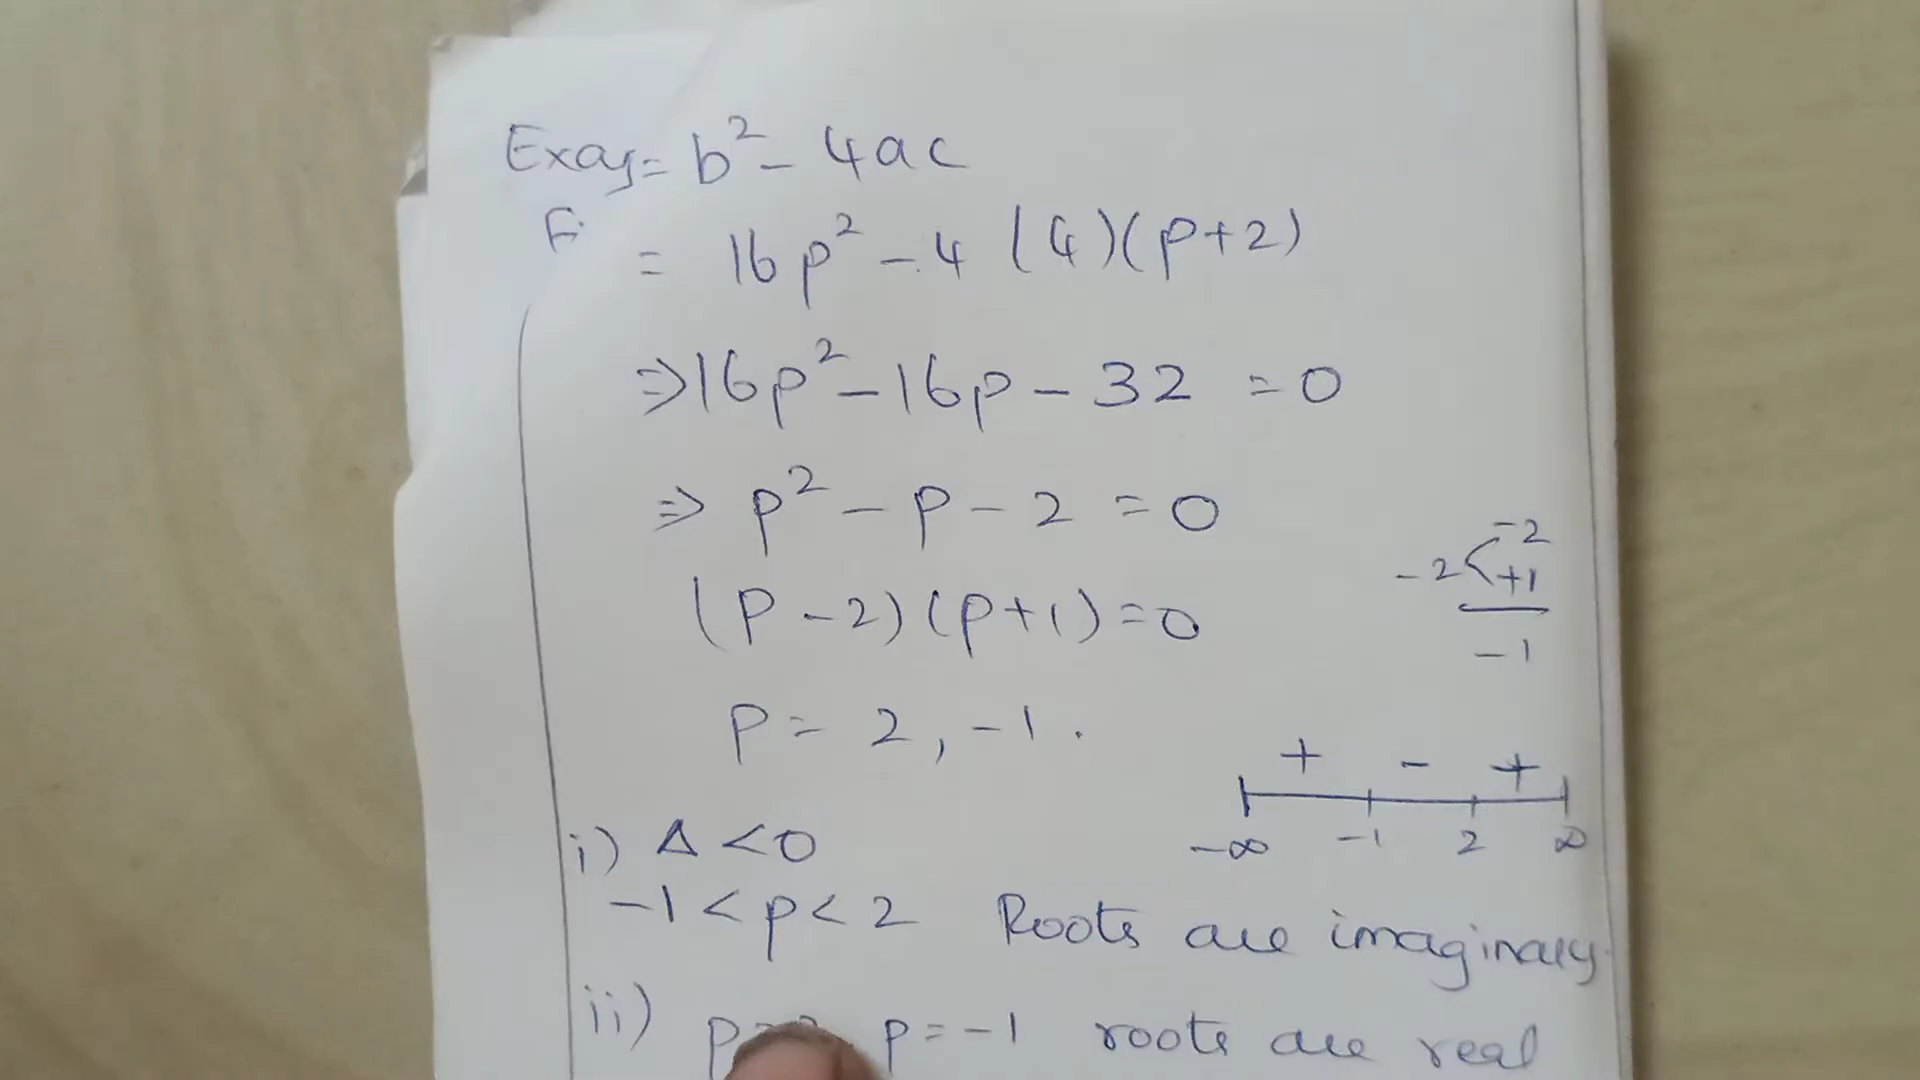 = b² - 4ac
= 16p² - 4 (4)(p+2)
⇒ 16p² - 16p - 32 = 0
⇒ p² - p - 2 = 0
-2 < -2
+1
-1
(p - 2)(p+1) = 0
p = 2, -1.
+ - +
-∞ -1 2 ∞
i) Δ < 0
-1 < p < 2 Roots are imaginary.
ii) p = p = -1 roots are real